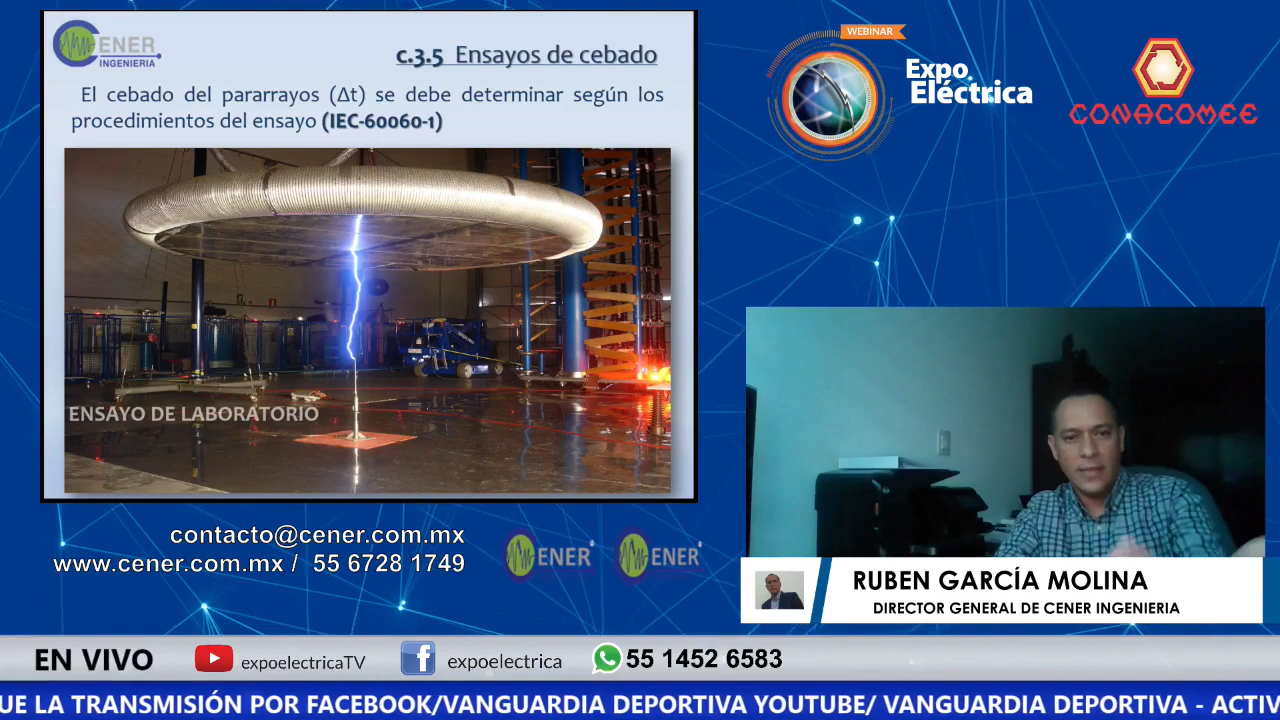 CENER
INGENIERIA
c.3.5 Ensayos de cebado
El cebado del pararrayos (Δt) se debe determinar según los
procedimientos del ensayo (IEC-60060-1)
ENSAYO DE LABORATORIO
WEBINAR
Expo
Eléctrica
CONACOMEE
contacto@cener.com.mx
www.cener.com.mx / 55 6728 1749
CENER
CENER
RUBEN GARCÍA MOLINA
DIRECTOR GENERAL DE CENER INGENIERIA
EN VIVO
expoelectricaTV
expoelectrica
55 1452 6583
UE LA TRANSMISIÓN POR FACEBOOK/VANGUARDIA DEPORTIVA YOUTUBE/ VANGUARDIA DEPORTIVA - ACTIV